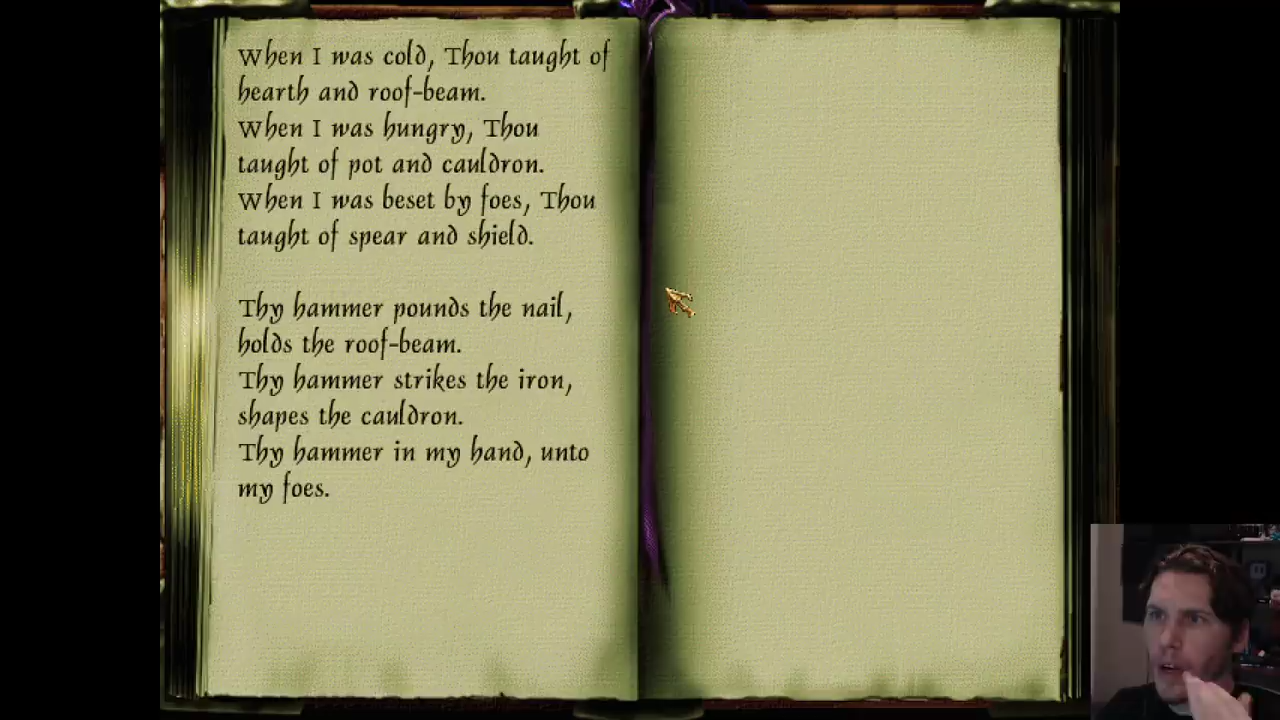 When I was cold, Thou taught of
hearth and roof-beam.
When I was hungry, Thou
taught of pot and cauldron.
When I was beset by foes, Thou
taught of spear and shield.
Thy hammer pounds the nail,
holds the roof-beam.
Thy hammer strikes the iron,
shapes the cauldron.
Thy hammer in my hand, unto
my foes.